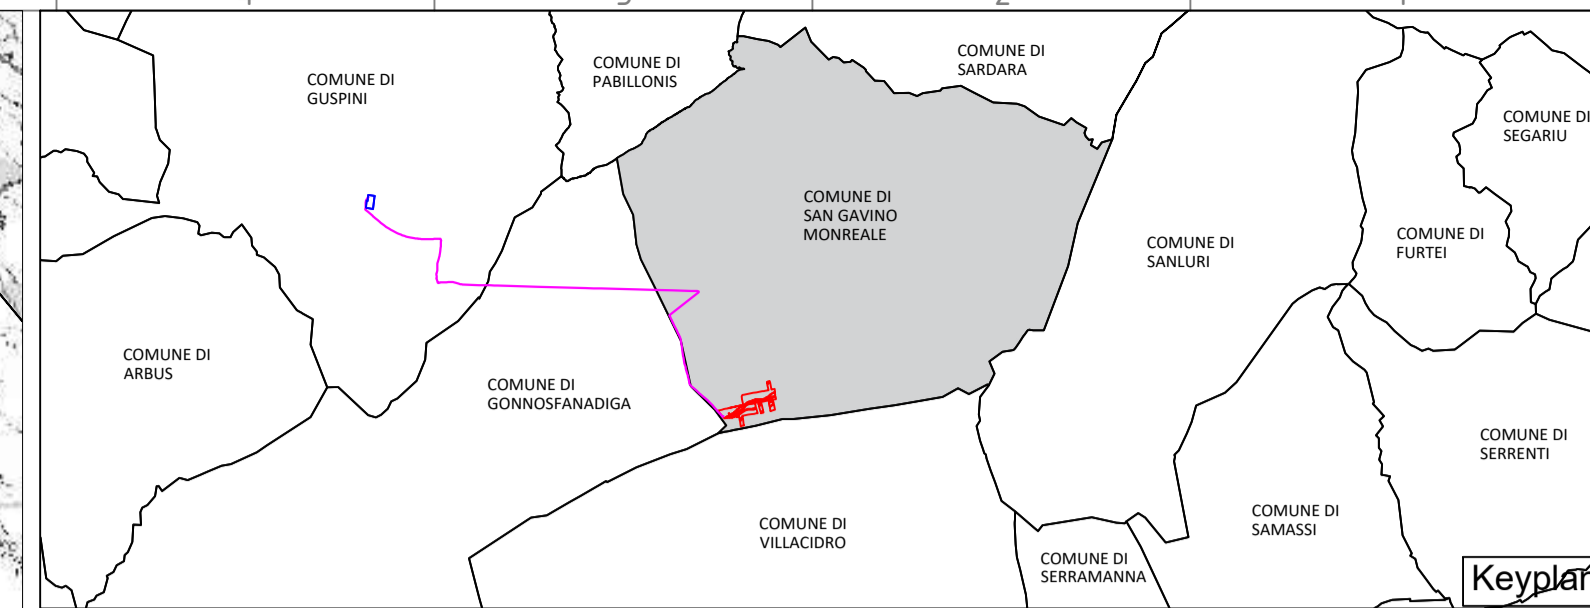 COMUNE DI
GUSPINI
COMUNE DI
PABILLONIS
COMUNE DI
SARDARA
COMUNE DI
SEGARIU
COMUNE DI
SAN GAVINO
MONREALE
COMUNE DI
SANLURI
COMUNE DI
FURTEI
COMUNE DI
ARBUS
COMUNE DI
GONNOSFANADIGA
COMUNE DI
SERRENTI
COMUNE DI
VILLACIDRO
COMUNE DI
SAMASSI
COMUNE DI
SERRAMANNA
Keyplan